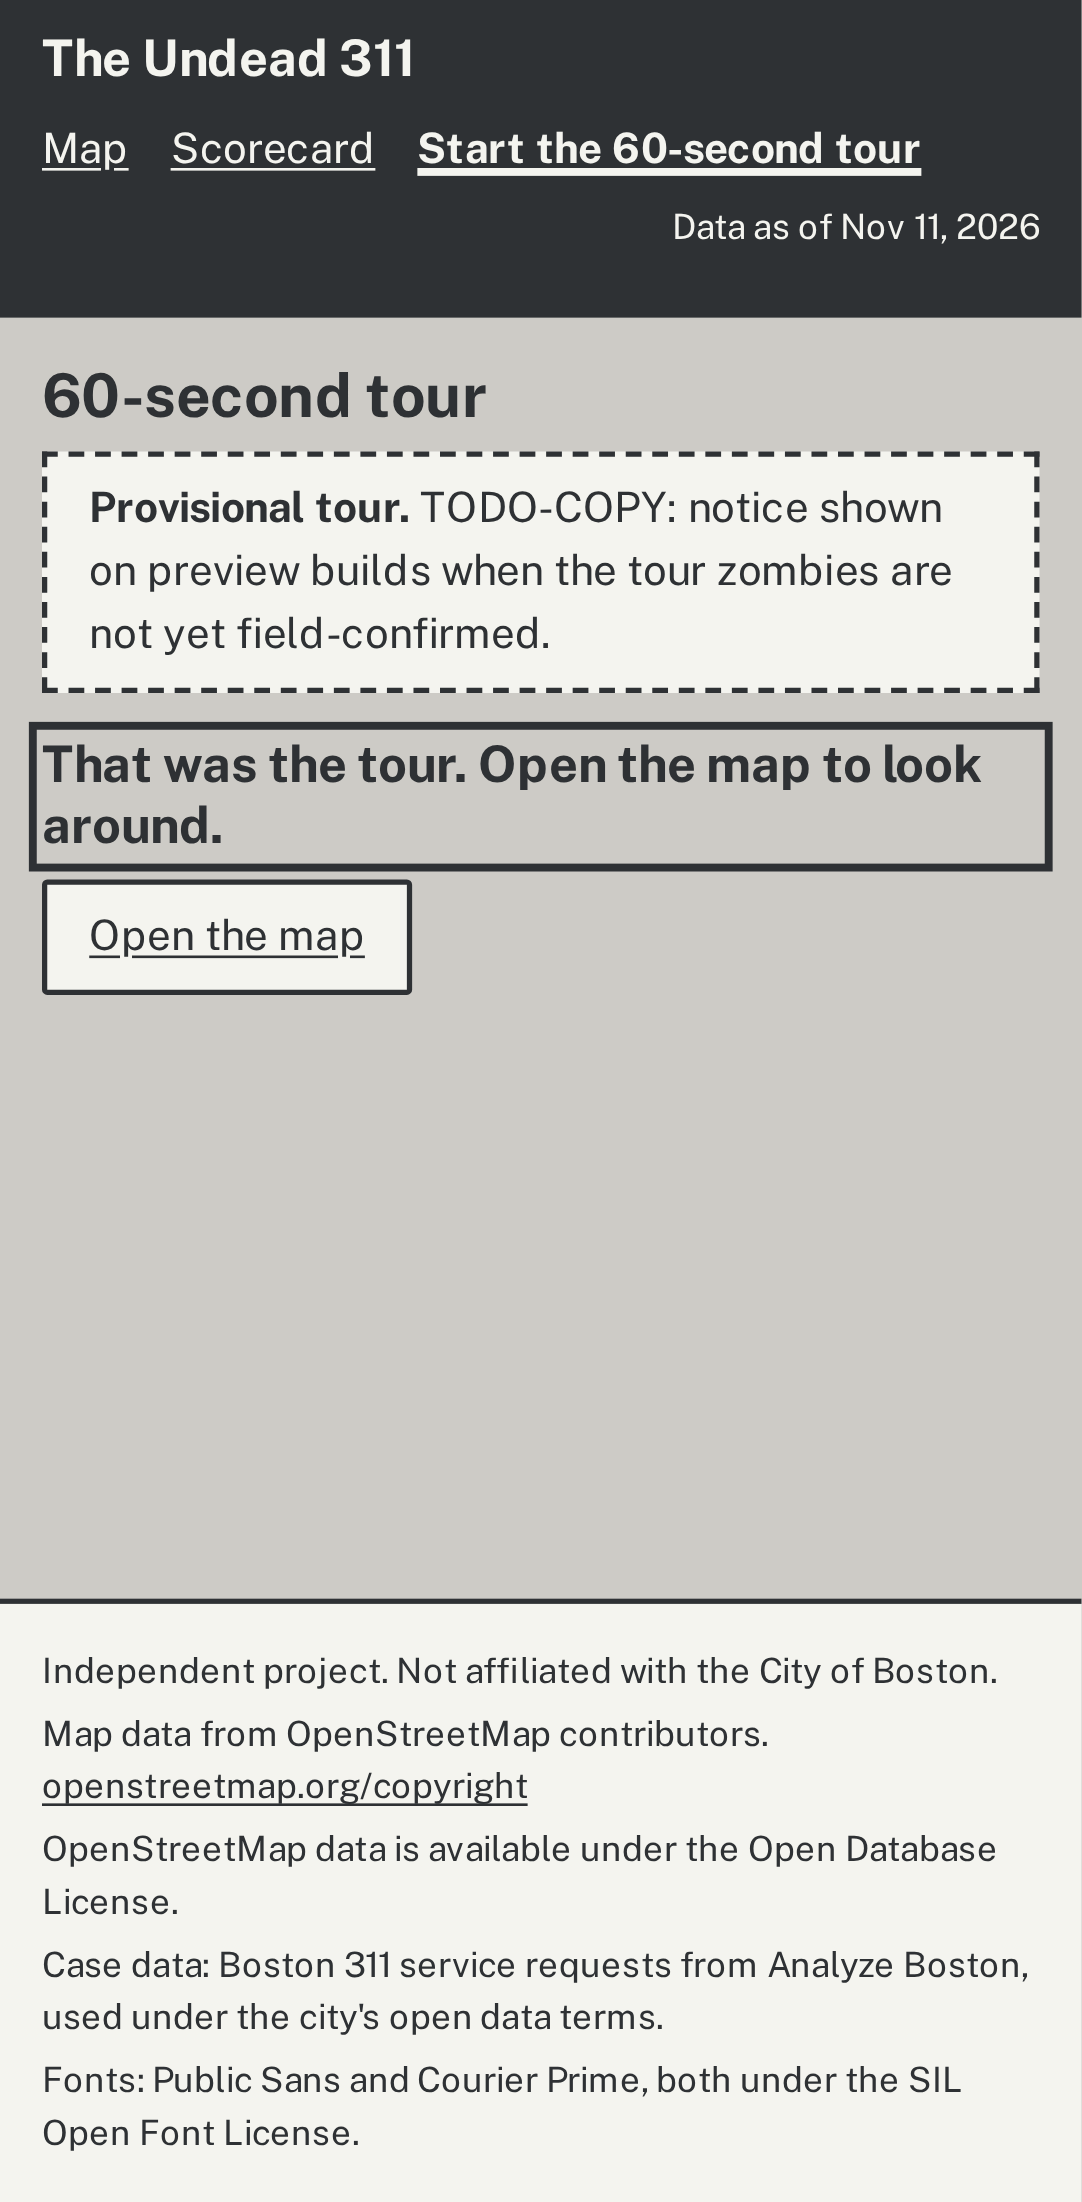 The Undead 311
Map Scorecard Start the 60-second tour
Data as of Nov 11, 2026
60-second tour
Provisional tour. TODO-COPY: notice shown
on preview builds when the tour zombies are
not yet field-confirmed.
That was the tour. Open the map to look
around.
Open the map
Independent project. Not affiliated with the City of Boston.
Map data from OpenStreetMap contributors.
openstreetmap.org/copyright
OpenStreetMap data is available under the Open Database
License.
Case data: Boston 311 service requests from Analyze Boston,
used under the city's open data terms.
Fonts: Public Sans and Courier Prime, both under the SIL
Open Font License.